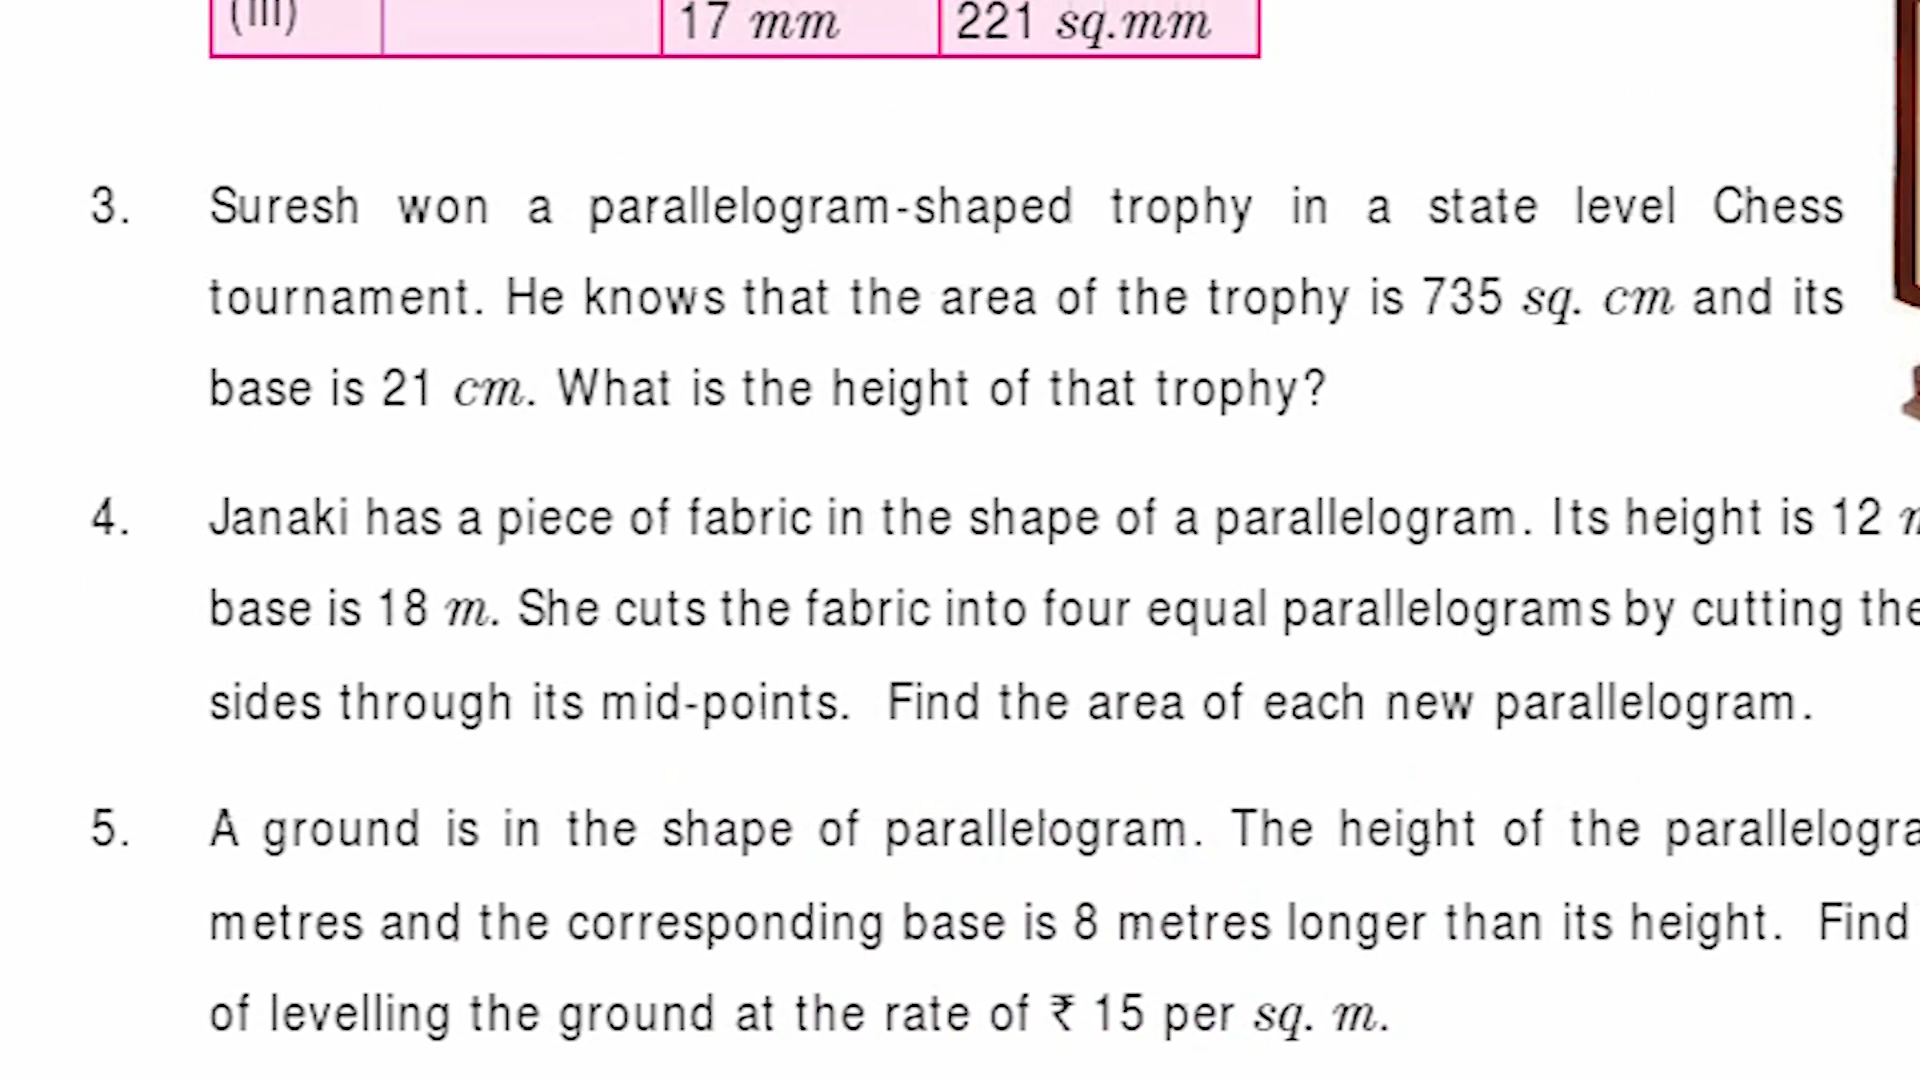 (iii) 17 mm 221 sq.mm
3. Suresh won a parallelogram-shaped trophy in a state level Chess
tournament. He knows that the area of the trophy is 735 sq. cm and its
base is 21 cm. What is the height of that trophy?
4. Janaki has a piece of fabric in the shape of a parallelogram. Its height is 12
base is 18 m. She cuts the fabric into four equal parallelograms by cutting the
sides through its mid-points. Find the area of each new parallelogram.
5. A ground is in the shape of parallelogram. The height of the parallelogra
metres and the corresponding base is 8 metres longer than its height. Find
of levelling the ground at the rate of ₹ 15 per sq. m.